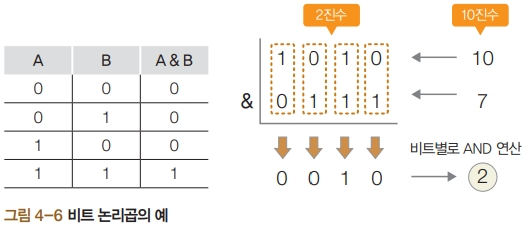 A B A & B
0 0 0
0 1 0
1 0 0
1 1 1
그림 4-6 비트 논리곱의 예
2진수 10진수
1 0 1 0 10
& 0 1 1 1 7
비트별로 AND 연산
0 0 1 0 2